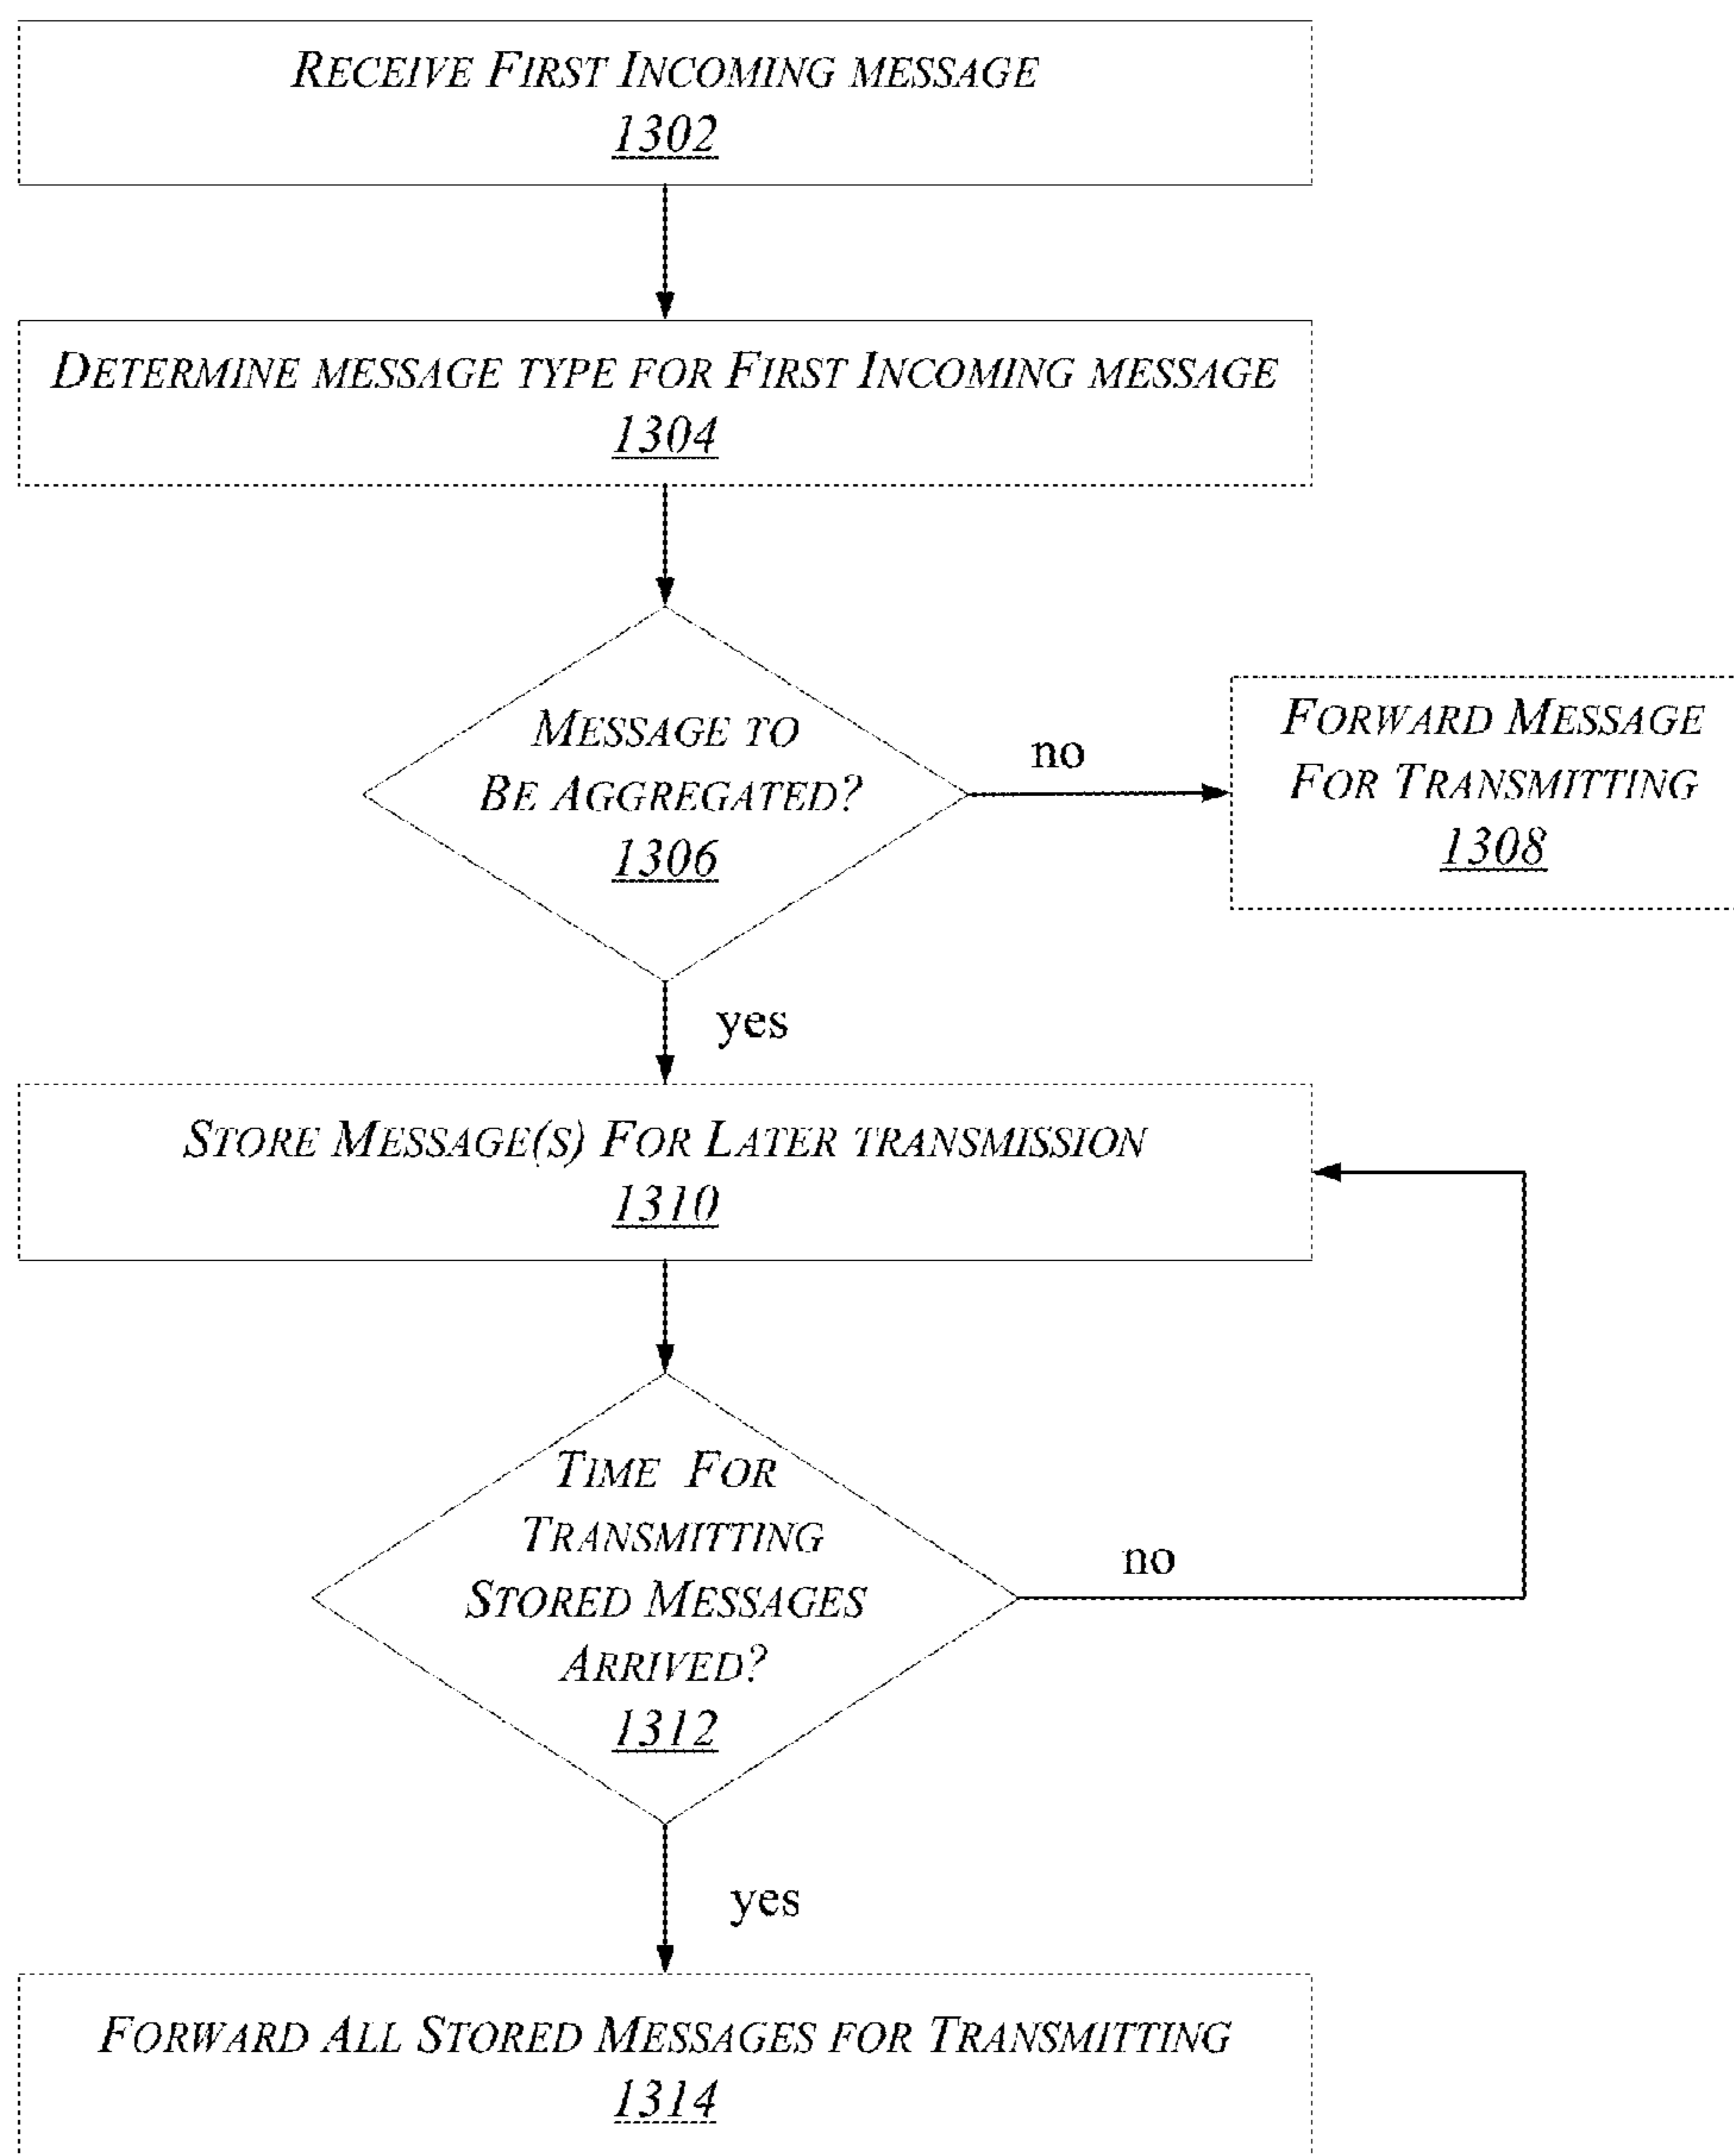 RECEIVE FIRST INCOMING MESSAGE
1302
DETERMINE MESSAGE TYPE FOR FIRST INCOMING MESSAGE
1304
MESSAGE TO
BE AGGREGATED?
1306
no
FORWARD MESSAGE
FOR TRANSMITTING
1308
yes
STORE MESSAGE(S) FOR LATER TRANSMISSION
1310
TIME FOR
TRANSMITTING
STORED MESSAGES
ARRIVED?
1312
no
yes
FORWARD ALL STORED MESSAGES FOR TRANSMITTING
1314